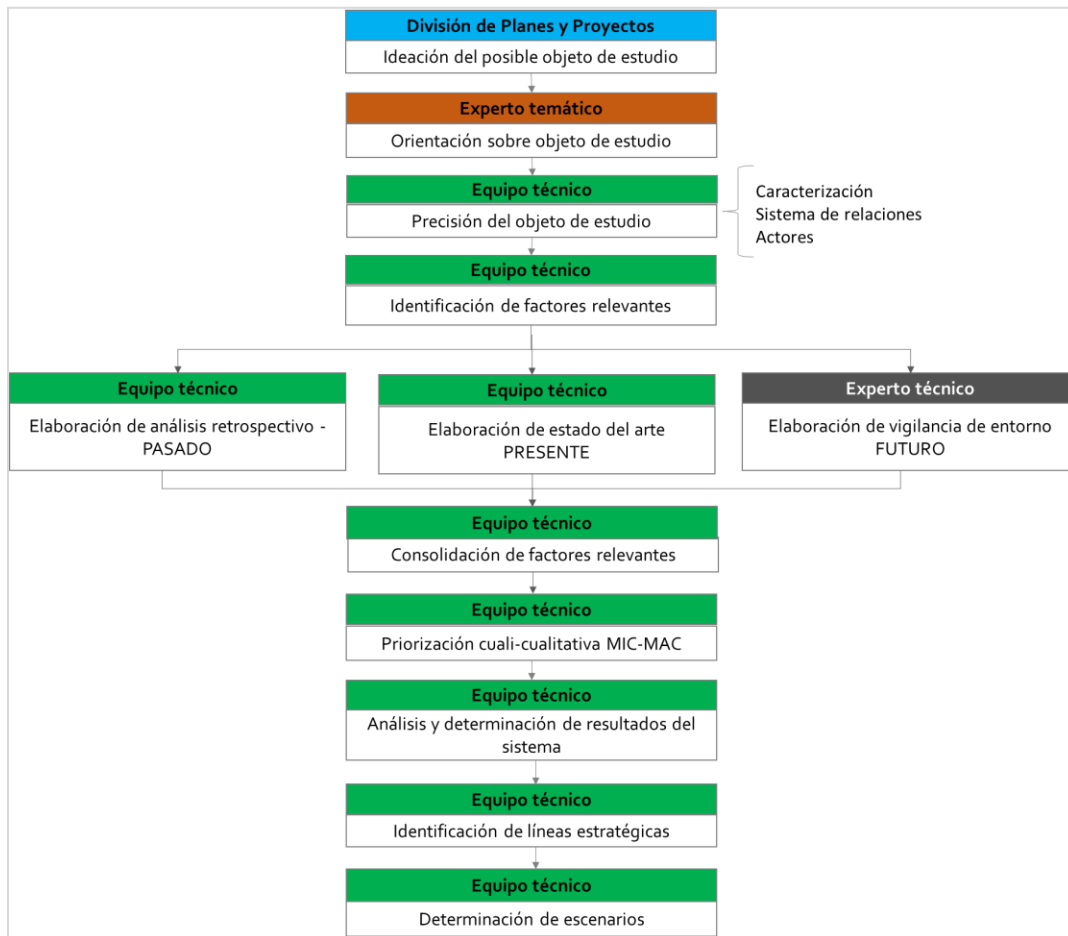 División de Planes y Proyectos
Ideación del posible objeto de estudio
Experto temático
Orientación sobre objeto de estudio
Equipo técnico
Precisión del objeto de estudio
Caracterización
Sistema de relaciones
Actores
Equipo técnico
Identificación de factores relevantes
Equipo técnico
Elaboración de análisis retrospectivo -
PASADO
Equipo técnico
Elaboración de estado del arte
PRESENTE
Experto técnico
Elaboración de vigilancia de entorno
FUTURO
Equipo técnico
Consolidación de factores relevantes
Equipo técnico
Priorización cuali-cualitativa MIC-MAC
Equipo técnico
Análisis y determinación de resultados del
sistema
Equipo técnico
Identificación de líneas estratégicas
Equipo técnico
Determinación de escenarios